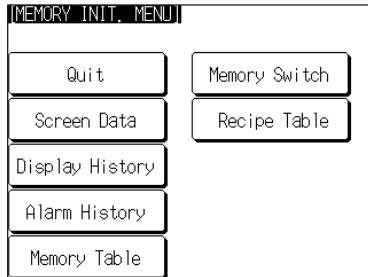 [MEMORY INIT. MENU]
Quit
Memory Switch
Screen Data
Recipe Table
Display History
Alarm History
Memory Table